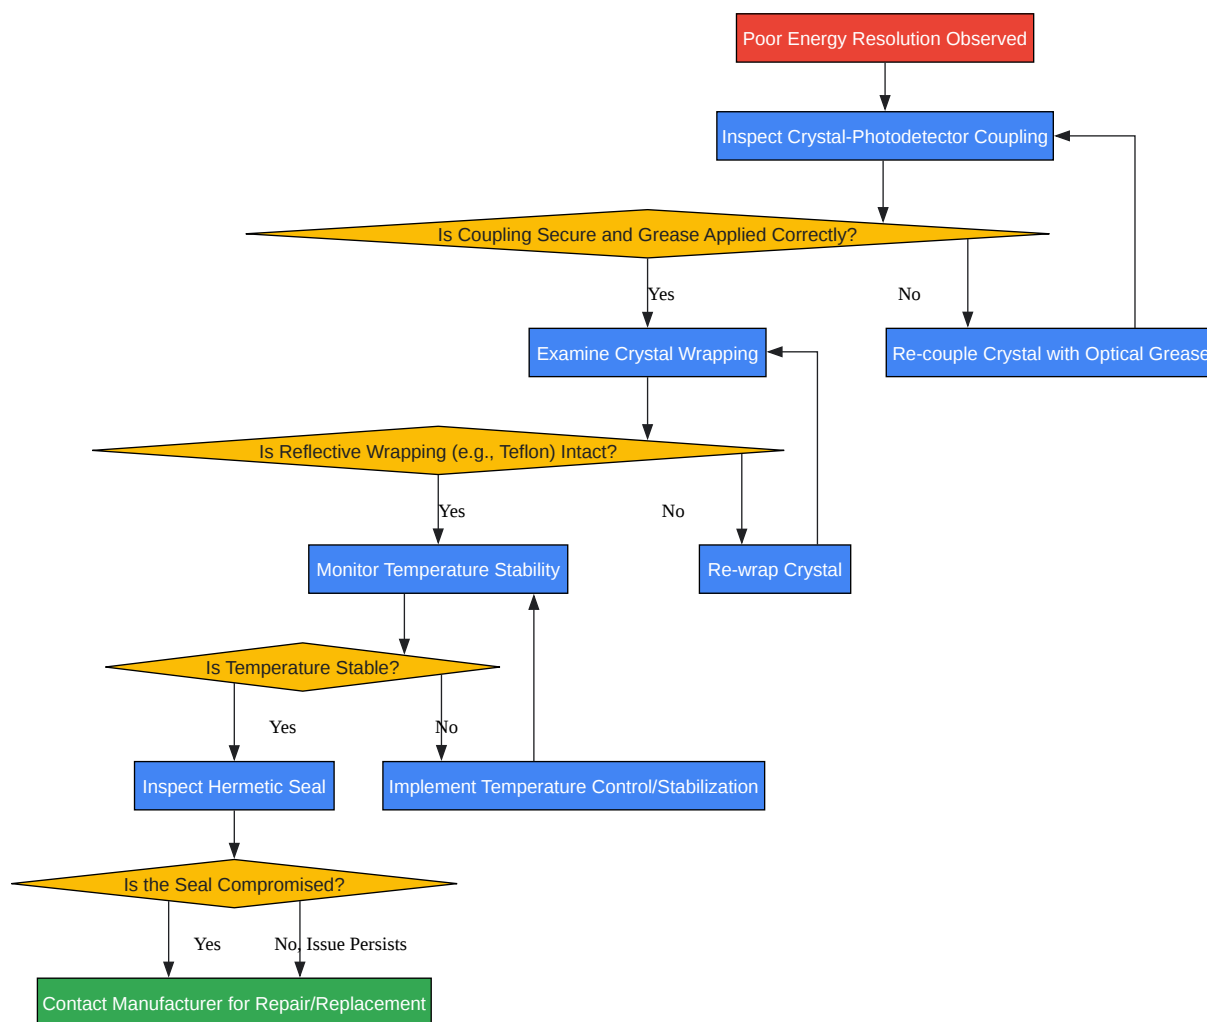 Poor Energy Resolution Observed
Inspect Crystal-Photodetector Coupling
Is Coupling Secure and Grease Applied Correctly?
Yes
No
Examine Crystal Wrapping
Re-couple Crystal with Optical Grease
Is Reflective Wrapping (e.g., Teflon) Intact?
Yes
No
Monitor Temperature Stability
Re-wrap Crystal
Is Temperature Stable?
Yes
No
Inspect Hermetic Seal
Implement Temperature Control/Stabilization
Is the Seal Compromised?
Yes
No, Issue Persists
Contact Manufacturer for Repair/Replacement